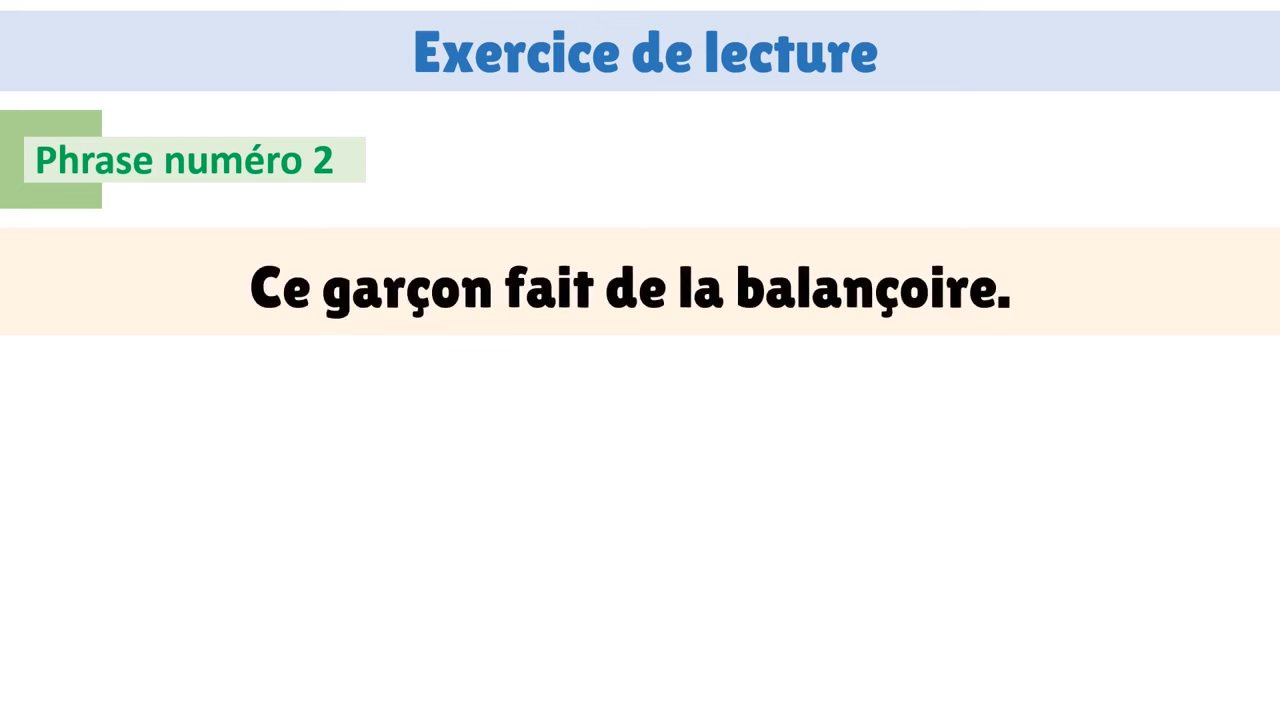 Exercice de lecture
Phrase numéro 2
Ce garçon fait de la balançoire.